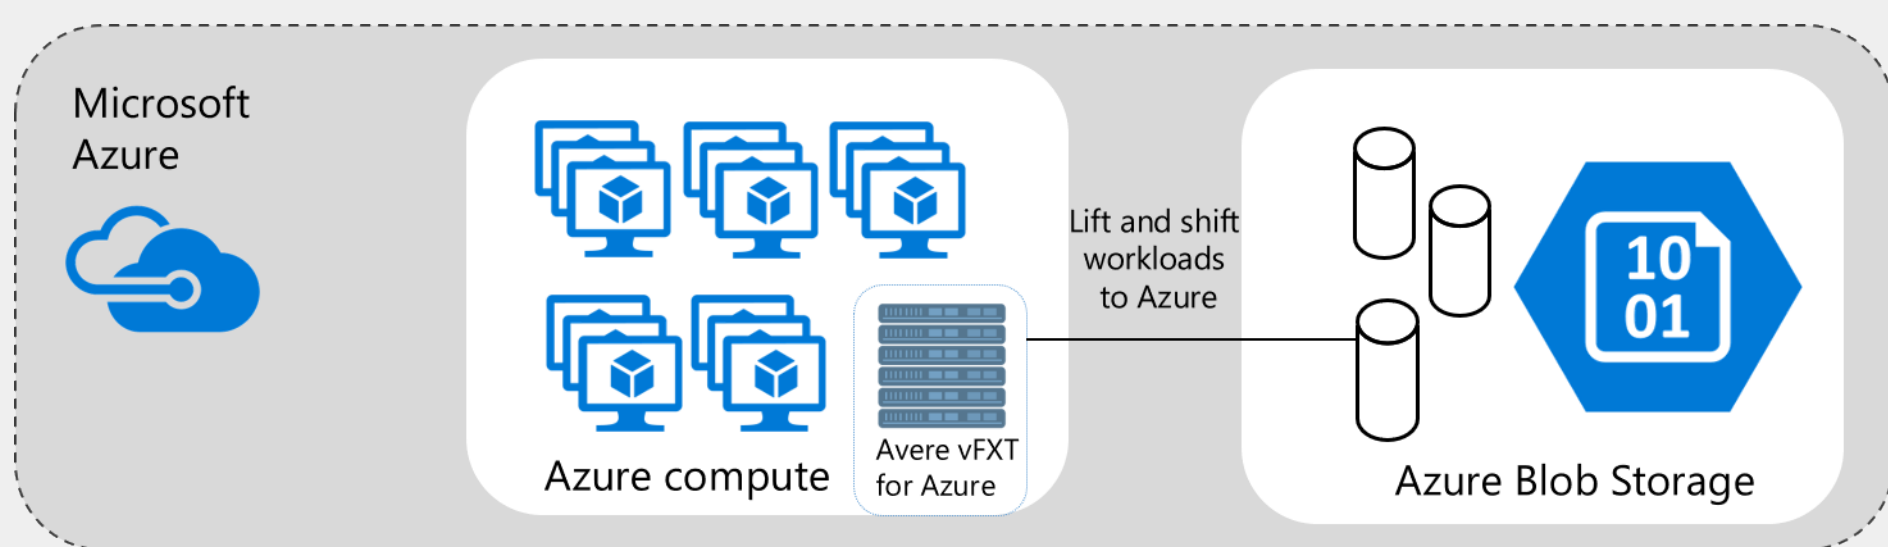 Microsoft
Azure
Azure compute
Avere vFXT
for Azure
Lift and shift
workloads
to Azure
10
01
Azure Blob Storage